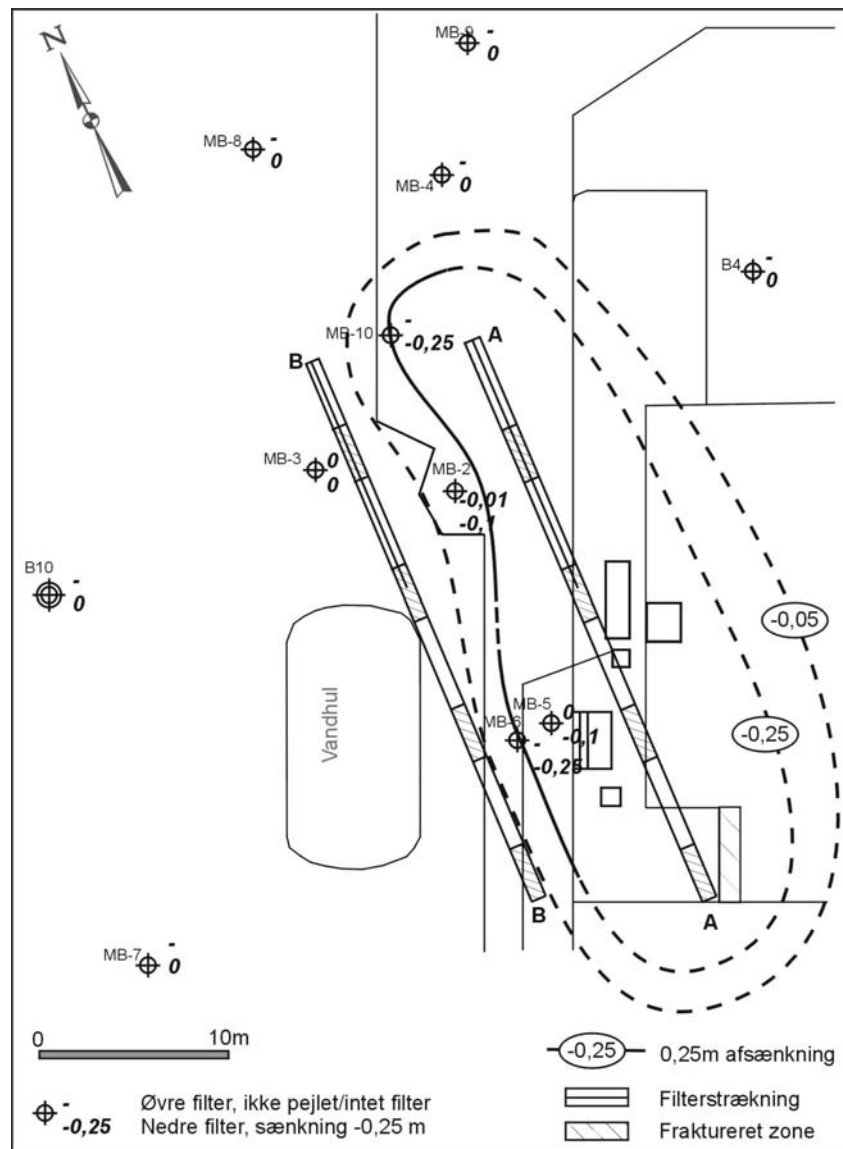 N
MB-9
-
0
MB-8
-
0
MB-4
-
0
B4
-
0
MB-10
-
-0,25
A
B
MB-3
0
0
MB-2
-0,01
-0,1
B10
-
0
-0,05
Vandhul
MB-5
0
-0,1
MB-6
-
-0,25
-0,25
B
A
MB-7
-
0
0 10m
-0,25 0,25m afsænkning
-
-0,25
Øvre filter, ikke pejlet/intet filter
Nedre filter, sænkning -0,25 m
Filterstrækning
Fraktureret zone